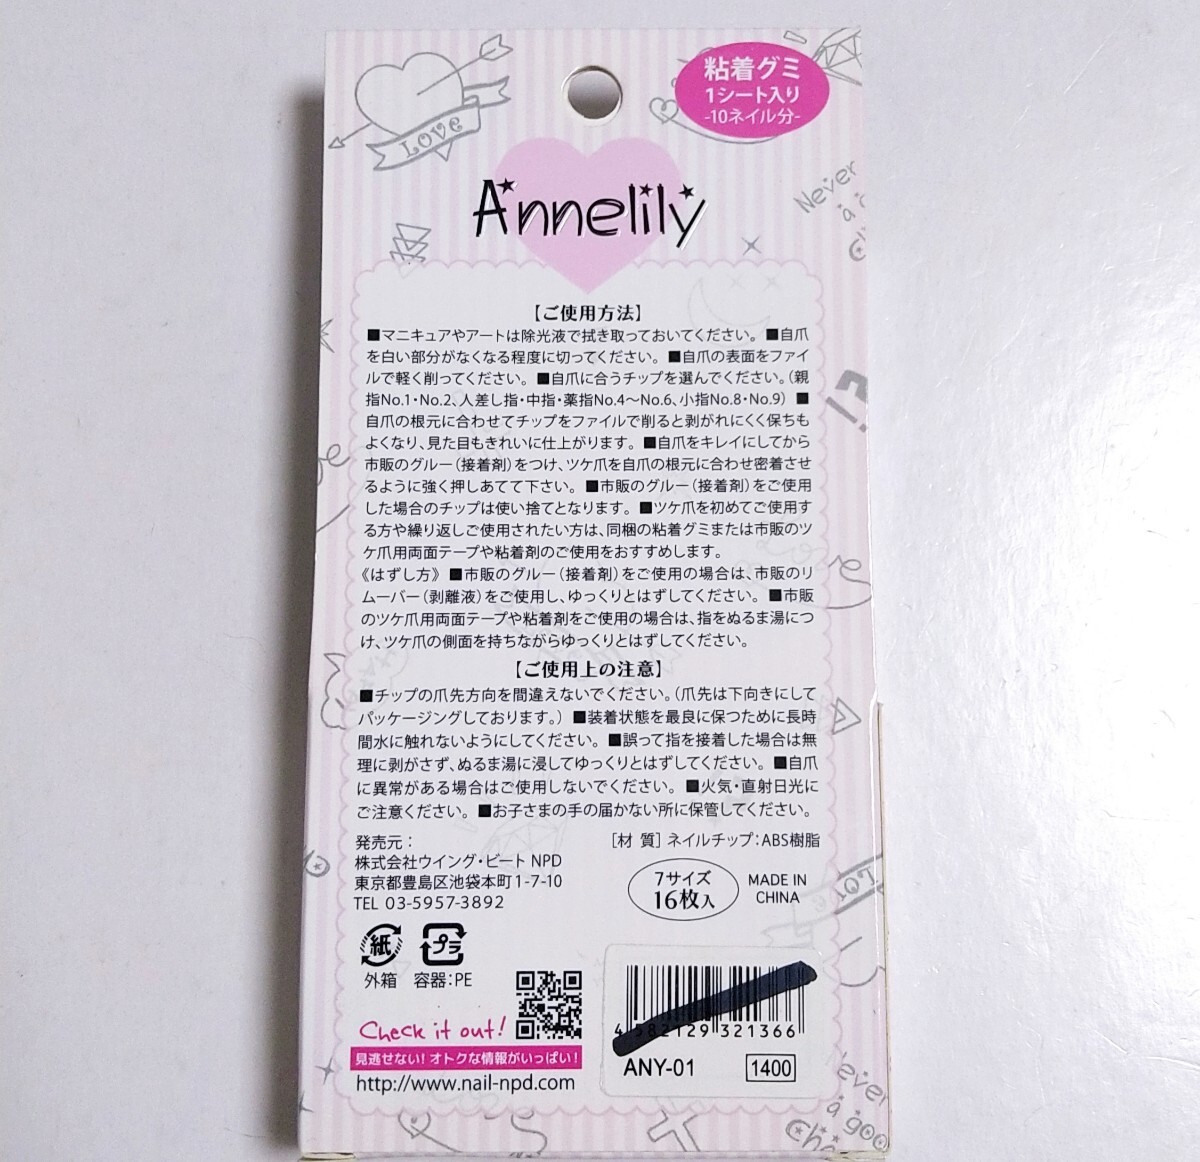 LOVE
粘着グミ
1シート入り
-10ネイル分-
Annelily
Never
【ご使用方法】
■マニキュアやアートは除光液で拭き取っておいてください。■自爪
を白い部分がなくなる程度に切ってください。■自爪の表面をファイ
ルで軽く削ってください。■自爪に合うチップを選んでください。(親
指No.1・No.2、人差し指・中指・薬指No.4〜No.6、小指No.8・No.9)■
自爪の根元に合わせてチップをファイルで削ると剥がれにくく保ちも
よくなり、見た目もきれいに仕上がります。■自爪をキレイにしてから
市販のグルー(接着剤)をつけ、ツケ爪を自爪の根元に合わせ密着させ
るように強く押しあてて下さい。■市販のグルー(接着剤)をご使用
した場合のチップは使い捨てとなります。■ツケ爪を初めてご使用す
る方や繰り返しご使用されたい方は、同梱の粘着グミまたは市販のツ
ケ爪用両面テープや粘着剤のご使用をおすすめします。
《はずし方》■市販のグルー(接着剤)をご使用の場合は、市販のリ
ムーバー(剥離液)をご使用し、ゆっくりとはずしてください。■市販
のツケ爪用両面テープや粘着剤をご使用の場合は、指をぬるま湯につ
け、ツケ爪の側面を持ちながらゆっくりとはずしてください。
【ご使用上の注意】
■チップの爪先方向を間違えないでください。(爪先は下向きにして
パッケージングしております。)■装着状態を最良に保つために長時
間水に触れないようにしてください。■誤って指を接着した場合は無
理に剥がさず、ぬるま湯に浸してゆっくりとはずしてください。■自爪
に異常がある場合はご使用しないでください。■火気・直射日光に
ご注意ください。■お子さまの手の届かない所に保管してください。
発売元:
株式会社ウイング・ビート NPD
東京都豊島区池袋本町1-7-10
TEL 03-5957-3892
[材 質]ネイルチップ:ABS樹脂
7サイズ
16枚入
MADE IN
CHINA
紙
外箱
プラ
容器:PE
Check it out!
見逃せない!オトクな情報がいっぱい!
http://www.nail-npd.com
4 582129 321366
ANY-01
1400